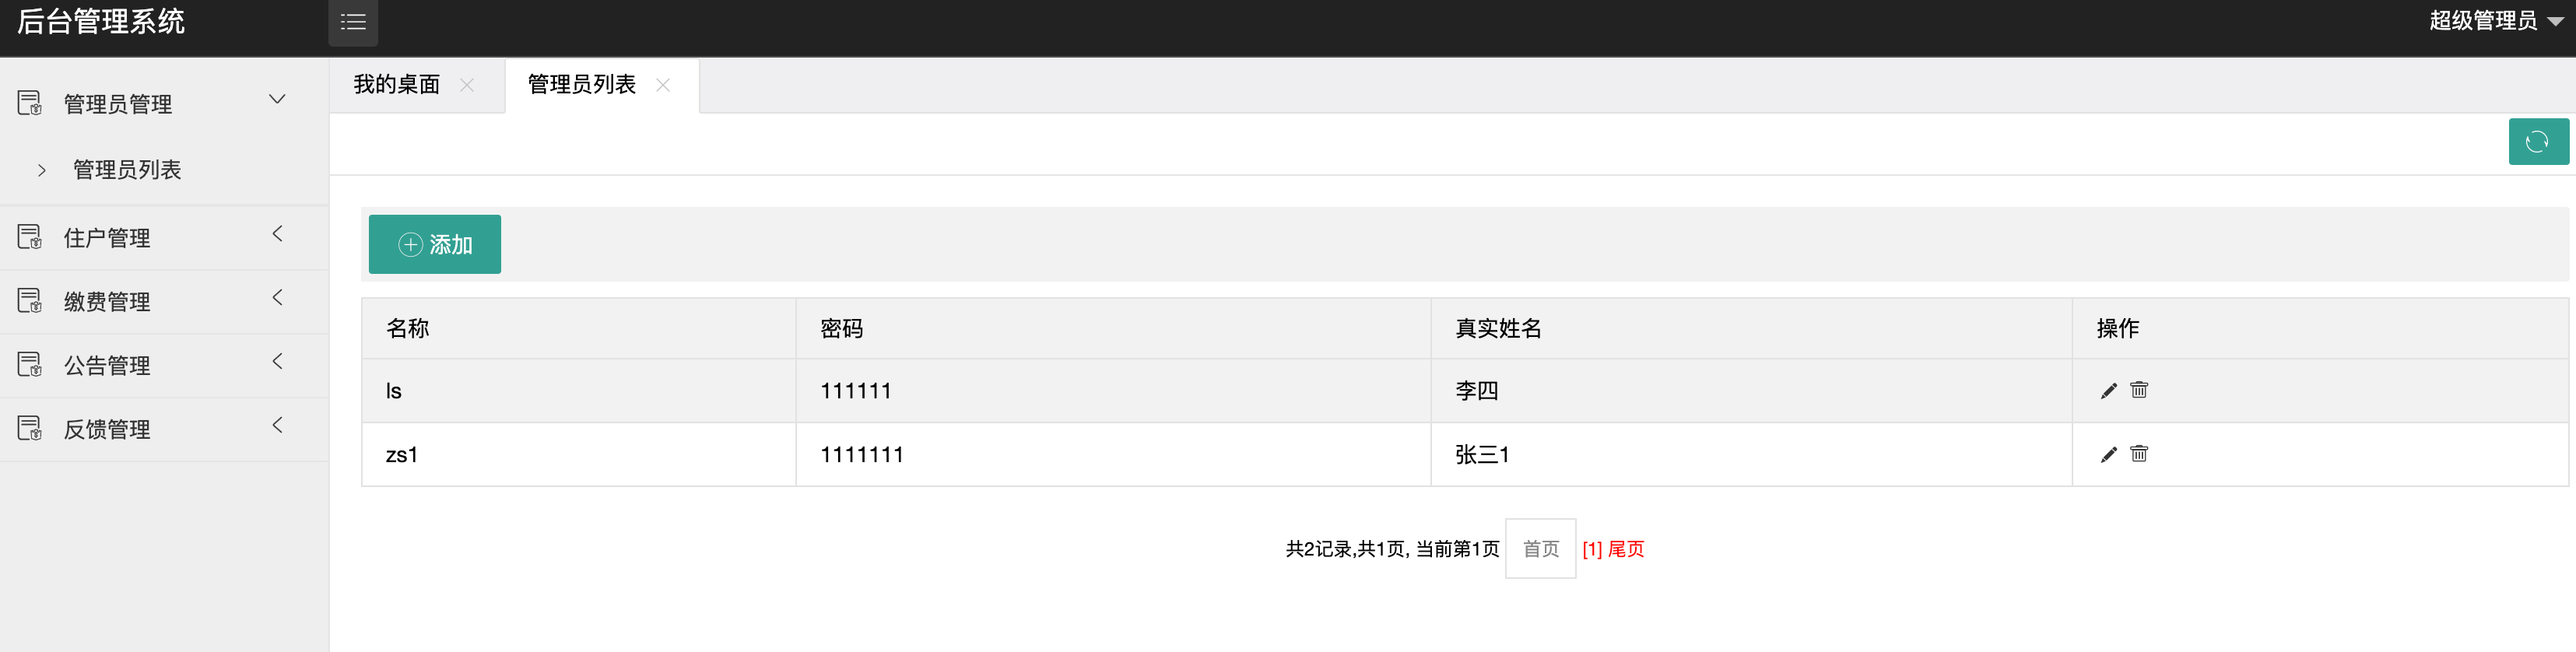 后台管理系统
超级管理员
管理员管理
管理员列表
住户管理
缴费管理
公告管理
反馈管理
我的桌面
管理员列表
添加
名称 密码 真实姓名 操作
ls 111111 李四
zs1 1111111 张三1
共2记录,共1页, 当前第1页 首页 [1] 尾页